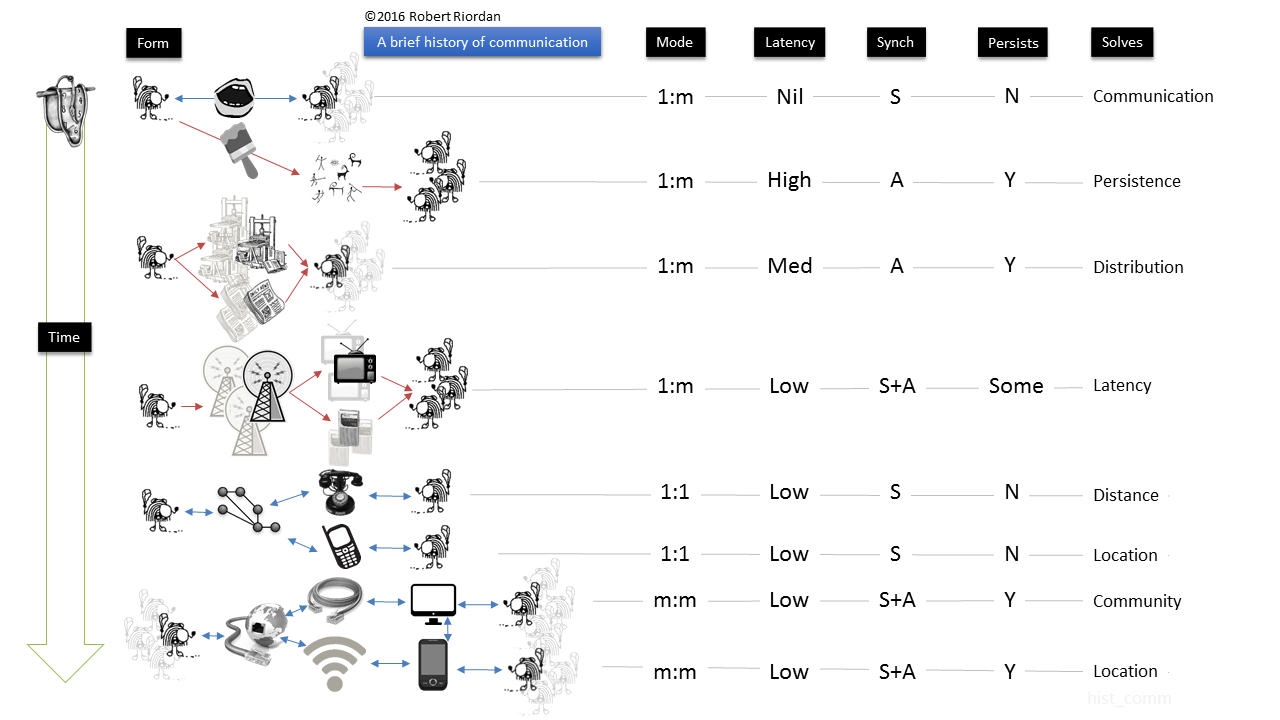 ©2016 Robert Riordan
Form A brief history of communication Mode Latency Synch Persists Solves
1:m Nil S N Communication
1:m High A Y Persistence
1:m Med A Y Distribution
Time
1:m Low S+A Some Latency
1:1 Low S N Distance
1:1 Low S N Location
m:m Low S+A Y Community
m:m Low S+A Y Location
hist_comm